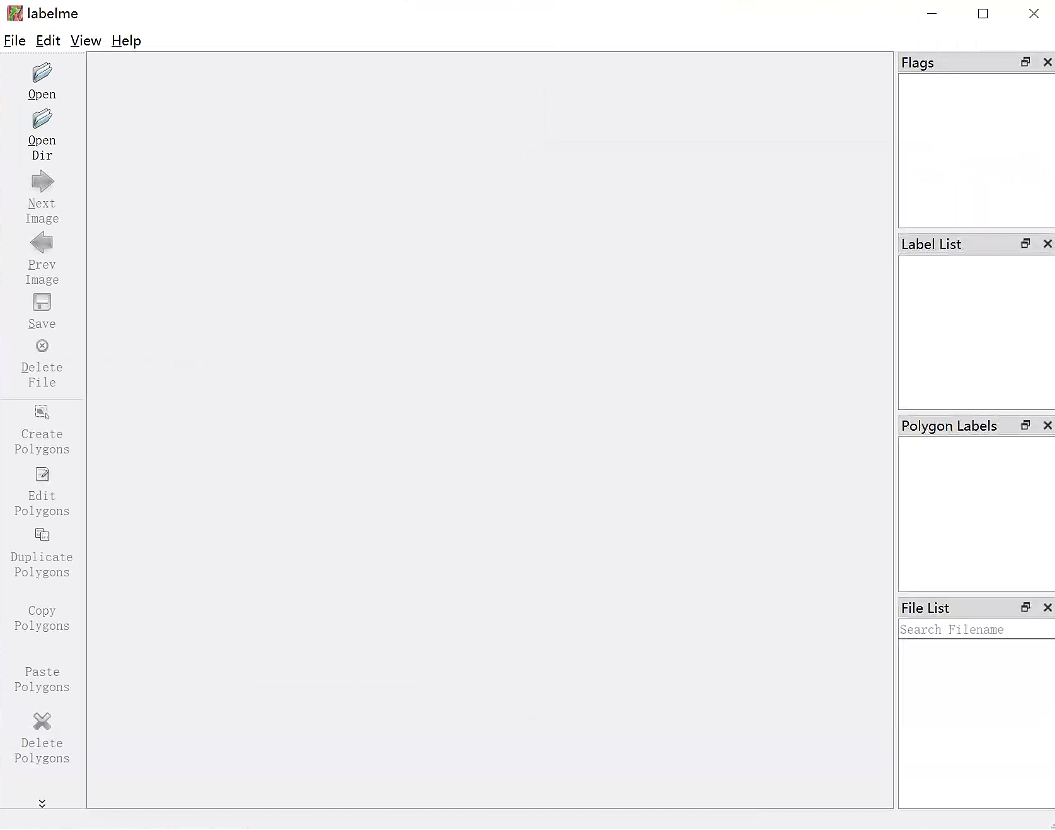 labelme
File Edit View Help
Open
Open
Dir
Next
Image
Prev
Image
Save
Delete
File
Create
Polygons
Edit
Polygons
Duplicate
Polygons
Copy
Polygons
Paste
Polygons
Delete
Polygons
Flags
Label List
Polygon Labels
File List
Search Filename